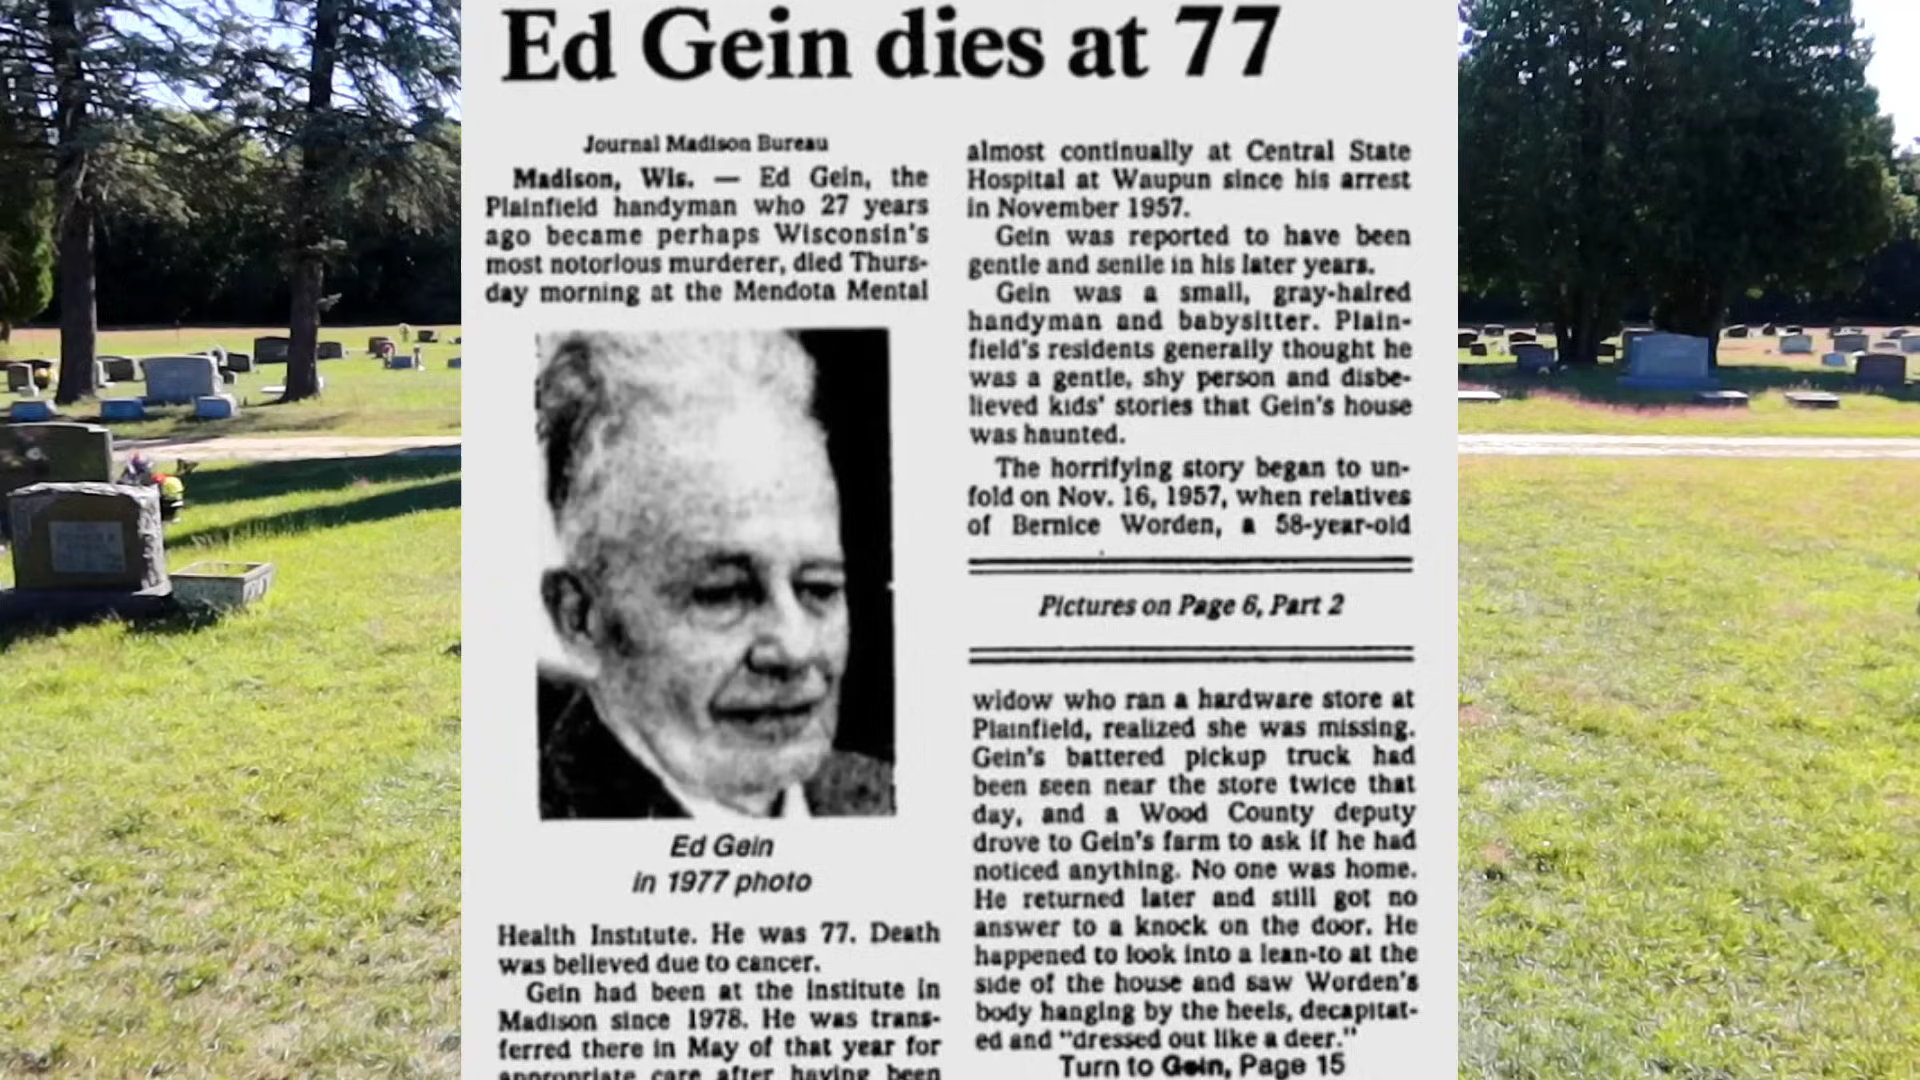 Ed Gein dies at 77
Journal Madison Bureau
Madison, Wis. — Ed Gein, the
Plainfield handyman who 27 years
ago became perhaps Wisconsin's
most notorious murderer, died Thurs-
day morning at the Mendota Mental
Ed Gein
in 1977 photo
Health Institute. He was 77. Death
was believed due to cancer.
Gein had been at the institute in
Madison since 1978. He was trans-
ferred there in May of that year for
appropriate care after having been
almost continually at Central State
Hospital at Waupun since his arrest
in November 1957.
Gein was reported to have been
gentle and senile in his later years.
Gein was a small, gray-haired
handyman and babysitter. Plain-
field's residents generally thought he
was a gentle, shy person and disbe-
lieved kids' stories that Gein's house
was haunted.
The horrifying story began to un-
fold on Nov. 16, 1957, when relatives
of Bernice Worden, a 58-year-old
Pictures on Page 6, Part 2
widow who ran a hardware store at
Plainfield, realized she was missing.
Gein's battered pickup truck had
been seen near the store twice that
day, and a Wood County deputy
drove to Gein's farm to ask if he had
noticed anything. No one was home.
He returned later and still got no
answer to a knock on the door. He
happened to look into a lean-to at the
side of the house and saw Worden's
body hanging by the heels, decapitat-
ed and "dressed out like a deer."
Turn to Gein, Page 15